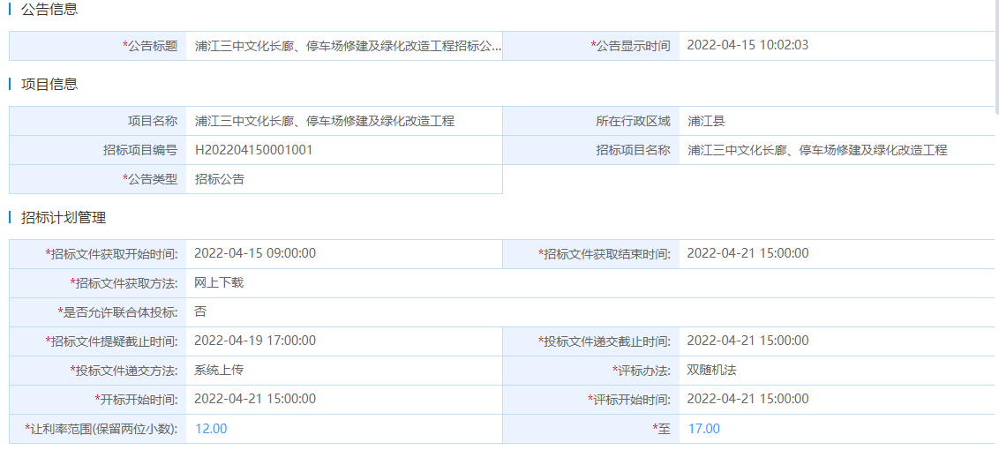 公告信息
*公告标题 浦江三中文化长廊、停车场修建及绿化改造工程招标公... *公告显示时间 2022-04-15 10:02:03
项目信息
项目名称 浦江三中文化长廊、停车场修建及绿化改造工程 所在行政区域 浦江县
招标项目编号 H202204150001001 招标项目名称 浦江三中文化长廊、停车场修建及绿化改造工程
*公告类型 招标公告
招标计划管理
*招标文件获取开始时间: 2022-04-15 09:00:00 *招标文件获取结束时间: 2022-04-21 15:00:00
*招标文件获取方法: 网上下载
*是否允许联合体投标: 否
*招标文件提疑截止时间: 2022-04-19 17:00:00 *投标文件递交截止时间: 2022-04-21 15:00:00
*投标文件递交方法: 系统上传 *评标办法: 双随机法
*开标开始时间: 2022-04-21 15:00:00 *评标开始时间: 2022-04-21 15:00:00
*让利率范围(保留两位小数): 12.00 *至 17.00